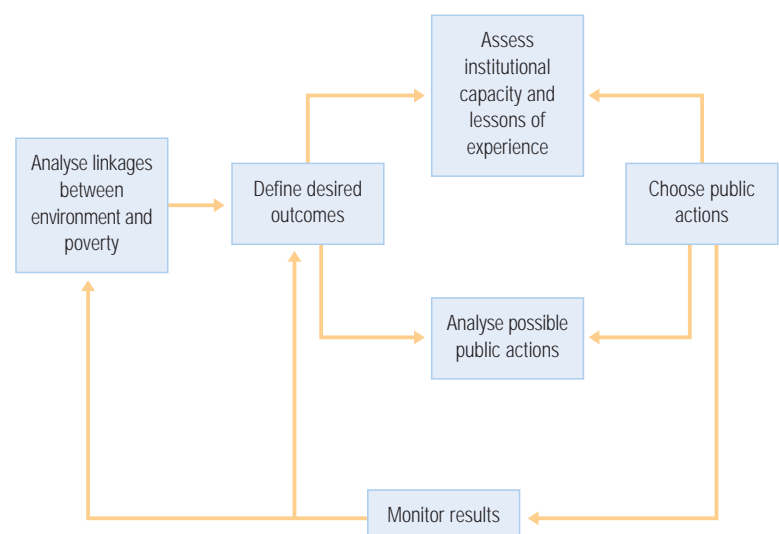 Assess
institutional
capacity and
lessons of
experience
Analyse linkages
between
environment and
poverty
Define desired
outcomes
Choose public
actions
Analyse possible
public actions
Monitor results